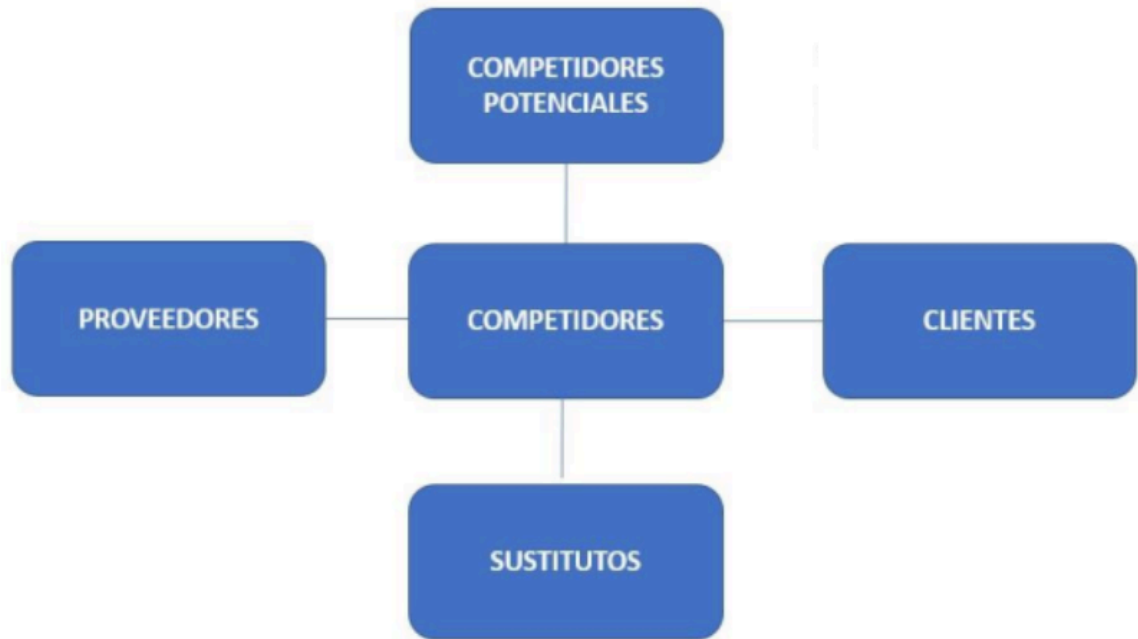 COMPETIDORES
POTENCIALES
PROVEEDORES
COMPETIDORES
CLIENTES
SUSTITUTOS